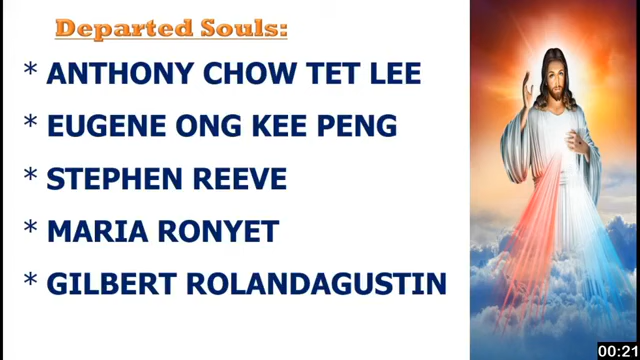 Departed Souls:
* ANTHONY CHOW TET LEE
* EUGENE ONG KEE PENG
* STEPHEN REEVE
* MARIA RONYET
* GILBERT ROLANDAGUSTIN
00:21